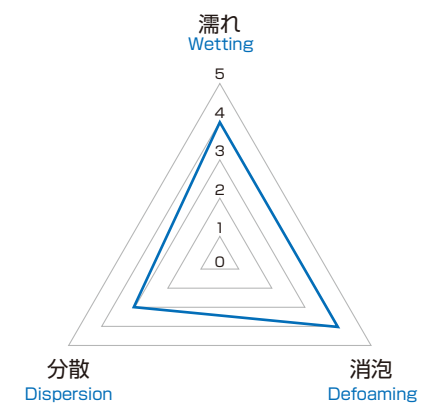 濡れ
Wetting
5
4
3
2
1
0
分散
Dispersion
消泡
Defoaming